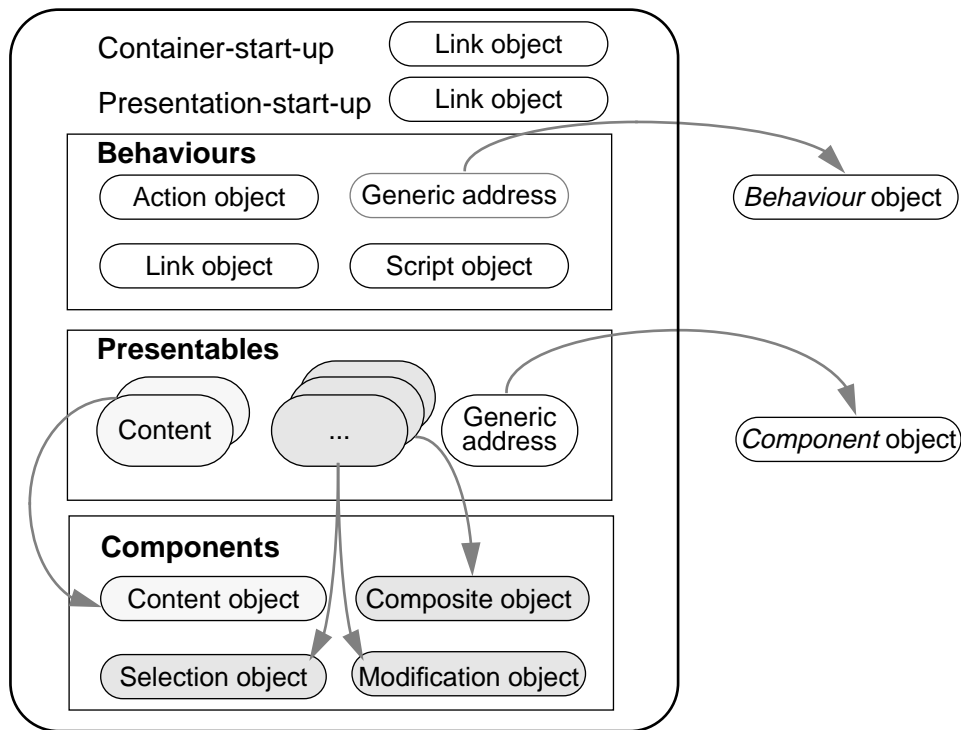 Container-start-up
Link object
Presentation-start-up
Link object
Behaviours
Action object
Generic address
Behaviour object
Link object
Script object
Presentables
Content
...
Generic
address
Component object
Components
Content object
Composite object
Selection object
Modification object